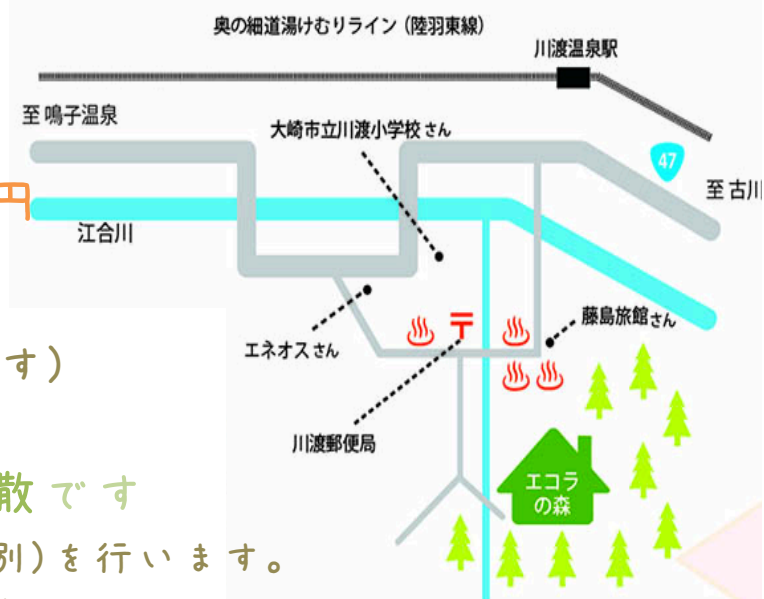 奥の細道湯けむりライン(陸羽東線)
川渡温泉駅
至 鳴子温泉
大崎市立川渡小学校 さん
47
至 古川
円
江合川
藤島旅館さん
エネオスさん
す)
〒
川渡郵便局
散です
エコラ
の森
別)を行います。